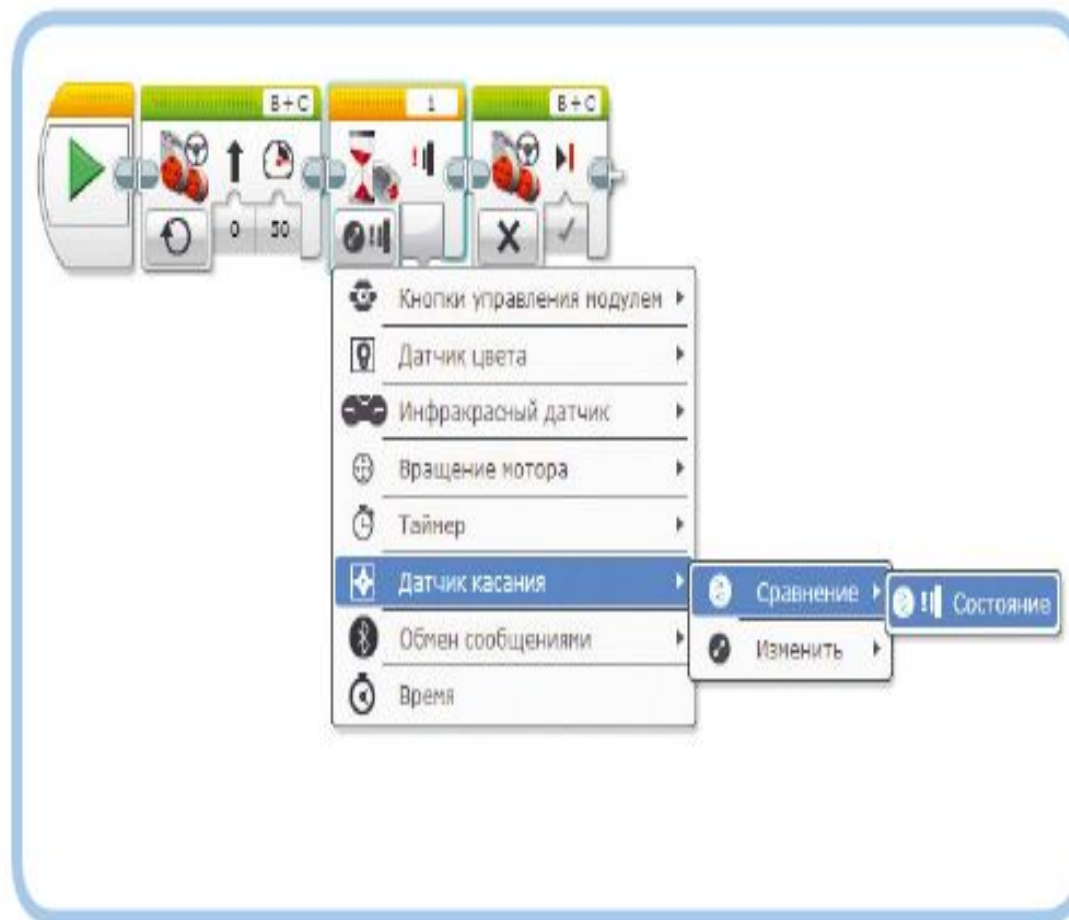 B+C
1
B+C
0
50
Кнопки управления модулем
Датчик цвета
Инфракрасный датчик
Вращение мотора
Таймер
Датчик касания
Сравнение
Состояние
Обмен сообщениями
Изменить
Время